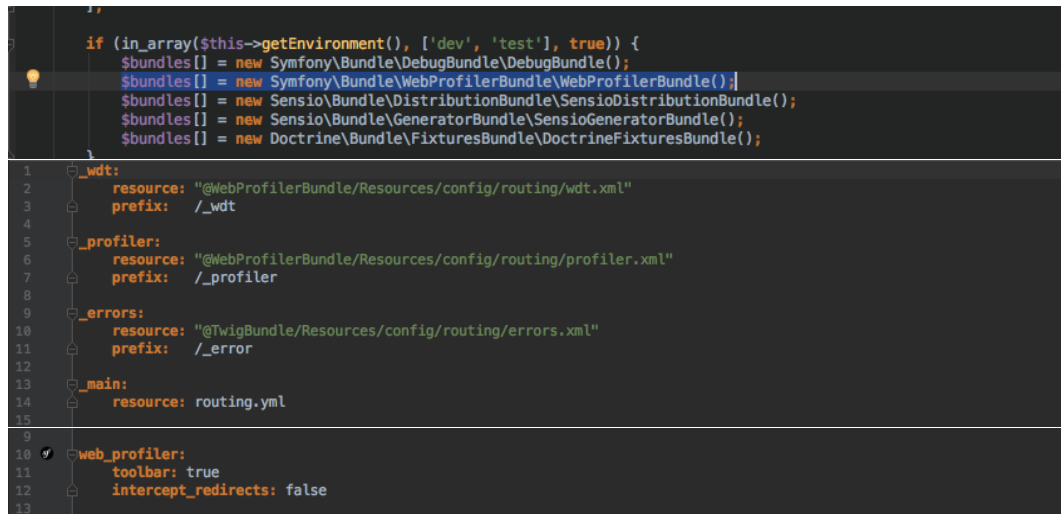 ];
if (in_array($this->getEnvironment(), ['dev', 'test'], true)) {
$bundles[] = new Symfony\Bundle\DebugBundle\DebugBundle();
$bundles[] = new Symfony\Bundle\WebProfilerBundle\WebProfilerBundle();
$bundles[] = new Sensio\Bundle\DistributionBundle\SensioDistributionBundle();
$bundles[] = new Sensio\Bundle\GeneratorBundle\SensioGeneratorBundle();
$bundles[] = new Doctrine\Bundle\FixturesBundle\DoctrineFixturesBundle();
}
1 _wdt:
2 resource: "@WebProfilerBundle/Resources/config/routing/wdt.xml"
3 prefix: /_wdt
4
5 _profiler:
6 resource: "@WebProfilerBundle/Resources/config/routing/profiler.xml"
7 prefix: /_profiler
8
9 _errors:
10 resource: "@TwigBundle/Resources/config/routing/errors.xml"
11 prefix: /_error
12
13 _main:
14 resource: routing.yml
15
9
10 web_profiler:
11 toolbar: true
12 intercept_redirects: false
13